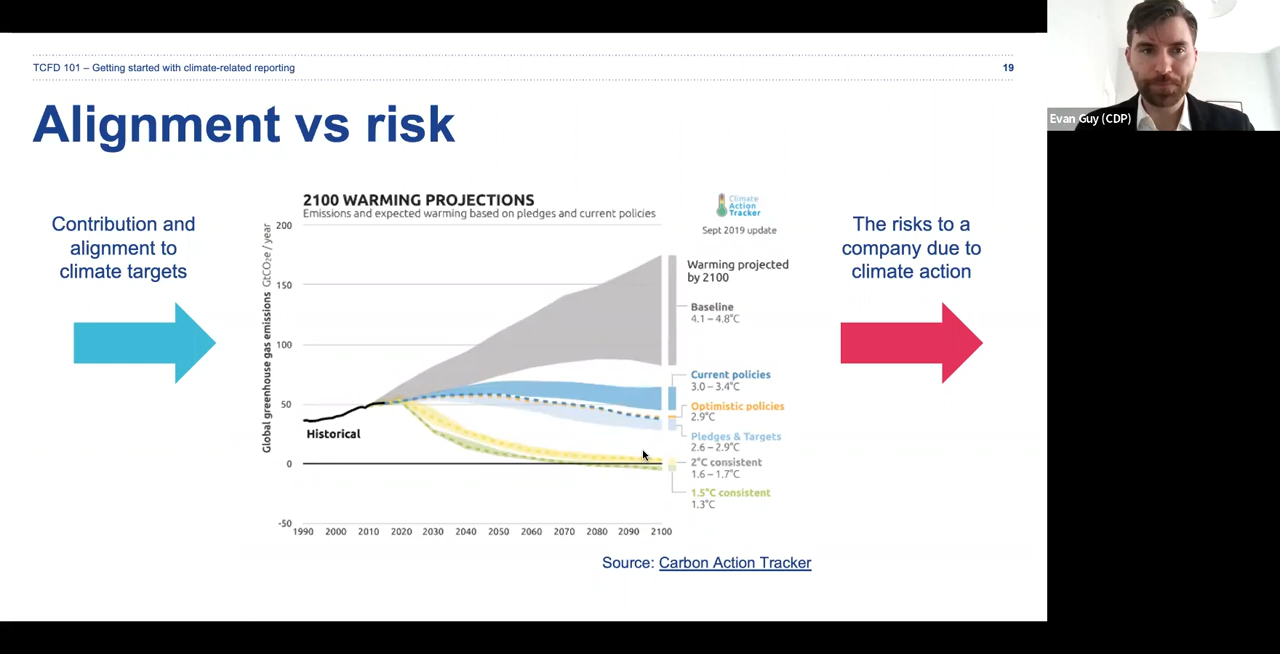 TCFD 101 – Getting started with climate-related reporting
19
Evan Guy (CDP)
Alignment vs risk
Contribution and
alignment to
climate targets
2100 WARMING PROJECTIONS
Emissions and expected warming based on pledges and current policies
Climate
Action
Tracker
Sept 2019 update
Global greenhouse gas emissions GtCO₂e / year
200
150
100
50
0
-50
Historical
1990 2000 2010 2020 2030 2040 2050 2060 2070 2080 2090 2100
Warming projected
by 2100
Baseline
4.1 – 4.8°C
Current policies
3.0 – 3.4°C
Optimistic policies
2.9°C
Pledges & Targets
2.6 – 2.9°C
2°C consistent
1.6 – 1.7°C
1.5°C consistent
1.3°C
The risks to a
company due to
climate action
Source: Carbon Action Tracker